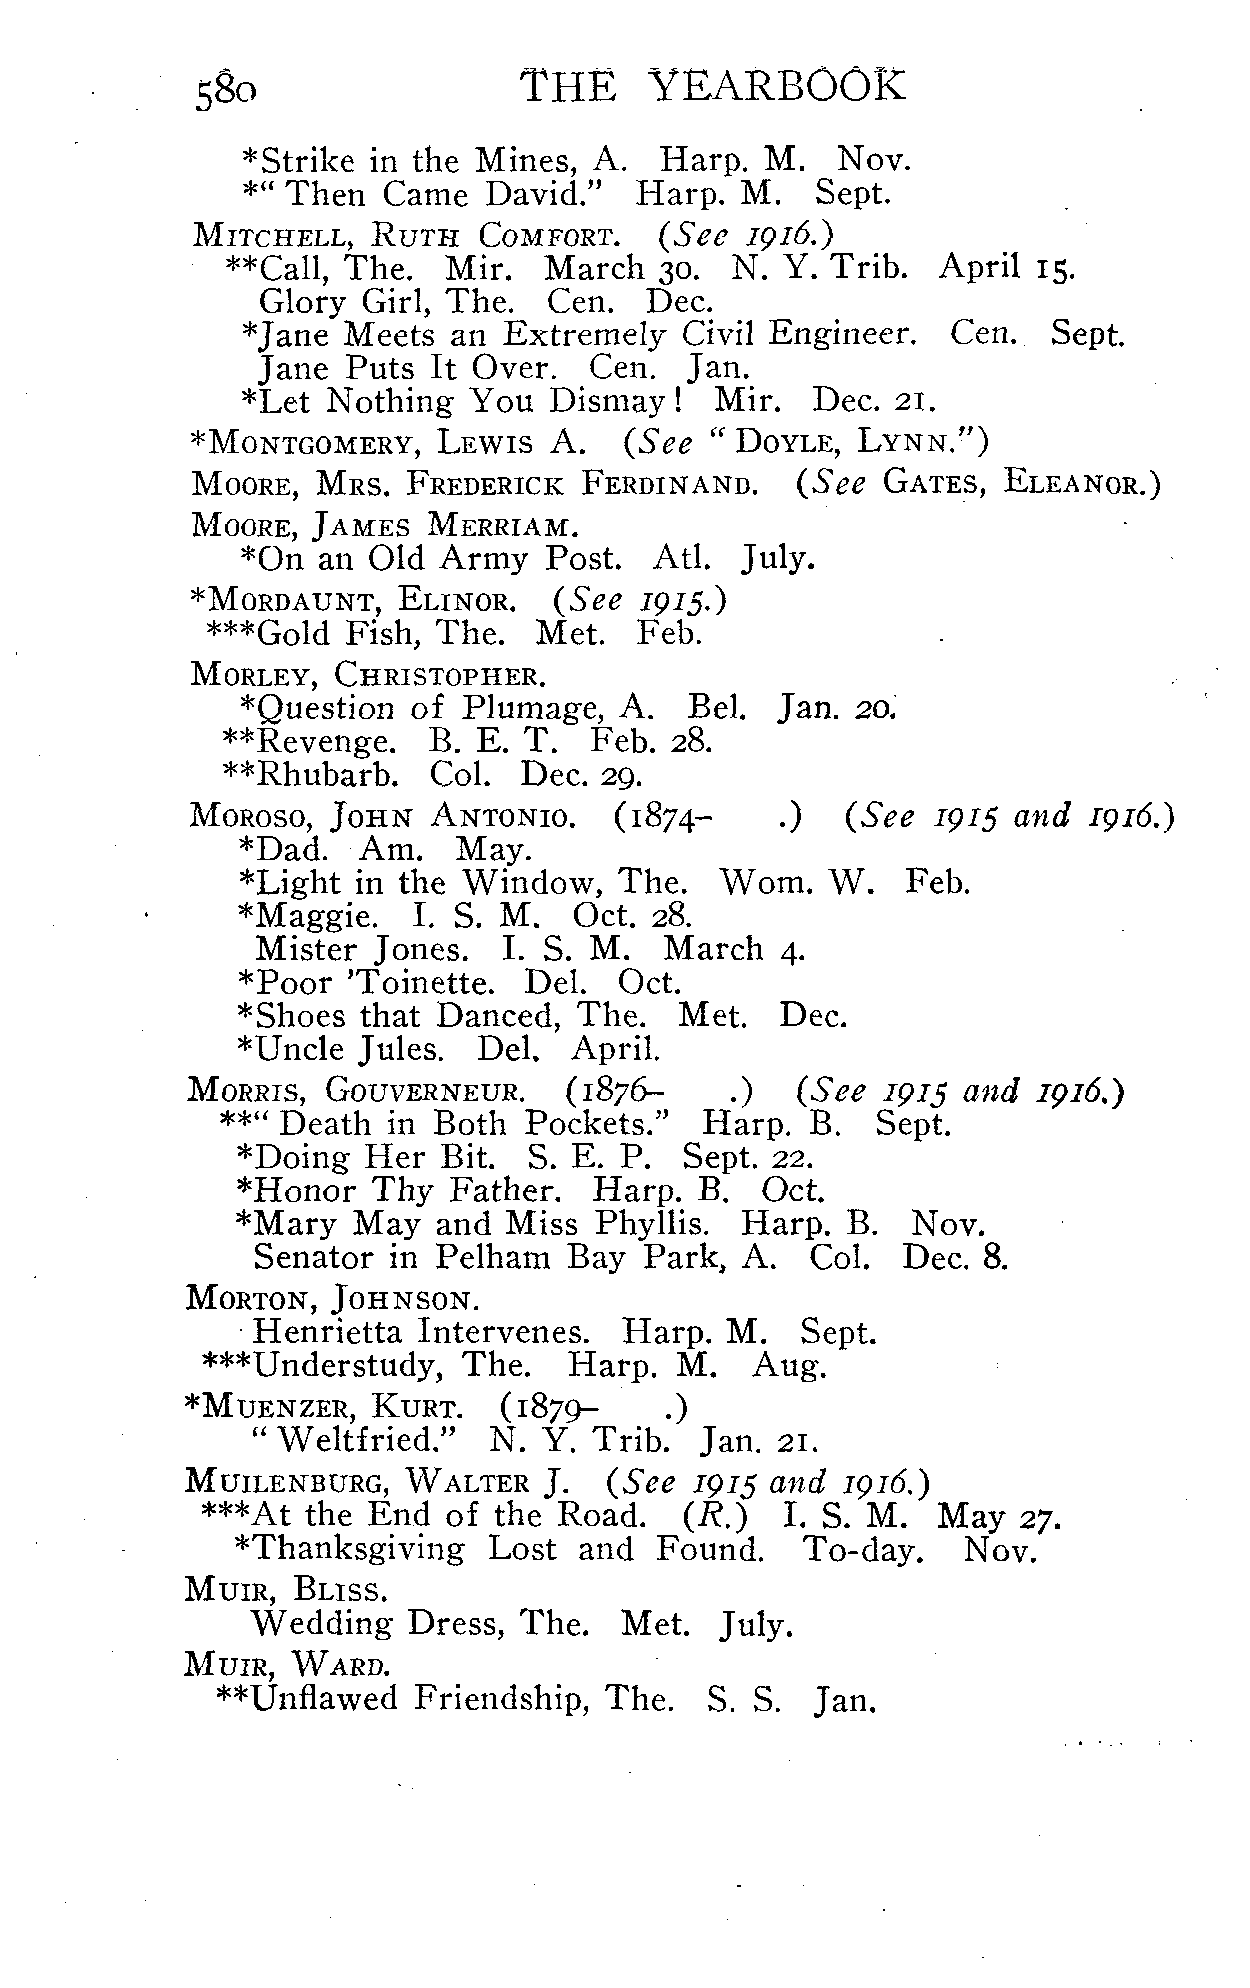 580 THE YEARBOOK
*Strike in the Mines, A. Harp. M. Nov.
*“ Then Came David.” Harp. M. Sept.
MITCHELL, RUTH COMFORT. (See 1916.)
**Call, The. Mir. March 30. N. Y. Trib. April 15.
Glory Girl, The. Cen. Dec.
*Jane Meets an Extremely Civil Engineer. Cen. Sept.
Jane Puts It Over. Cen. Jan.
*Let Nothing You Dismay! Mir. Dec. 21.
*MONTGOMERY, LEWIS A. (See “ DOYLE, LYNN.”)
MOORE, MRS. FREDERICK FERDINAND. (See GATES, ELEANOR.)
MOORE, JAMES MERRIAM.
*On an Old Army Post. Atl. July.
*MORDAUNT, ELINOR. (See 1915.)
***Gold Fish, The. Met. Feb.
MORLEY, CHRISTOPHER.
*Question of Plumage, A. Bel. Jan. 20.
**Revenge. B. E. T. Feb. 28.
**Rhubarb. Col. Dec. 29.
MOROSO, JOHN ANTONIO. (1874– .) (See 1915 and 1916.)
*Dad. Am. May.
*Light in the Window, The. Wom. W. Feb.
*Maggie. I. S. M. Oct. 28.
Mister Jones. I. S. M. March 4.
*Poor ’Toinette. Del. Oct.
*Shoes that Danced, The. Met. Dec.
*Uncle Jules. Del. April.
MORRIS, GOUVERNEUR. (1876– .) (See 1915 and 1916.)
**“ Death in Both Pockets.” Harp. B. Sept.
*Doing Her Bit. S. E. P. Sept. 22.
*Honor Thy Father. Harp. B. Oct.
*Mary May and Miss Phyllis. Harp. B. Nov.
Senator in Pelham Bay Park, A. Col. Dec. 8.
MORTON, JOHNSON.
Henrietta Intervenes. Harp. M. Sept.
***Understudy, The. Harp. M. Aug.
*MUENZER, KURT. (1879– .)
“ Weltfried.” N. Y. Trib. Jan. 21.
MUILENBURG, WALTER J. (See 1915 and 1916.)
***At the End of the Road. (R.) I. S. M. May 27.
*Thanksgiving Lost and Found. To-day. Nov.
MUIR, BLISS.
Wedding Dress, The. Met. July.
MUIR, WARD.
**Unflawed Friendship, The. S. S. Jan.